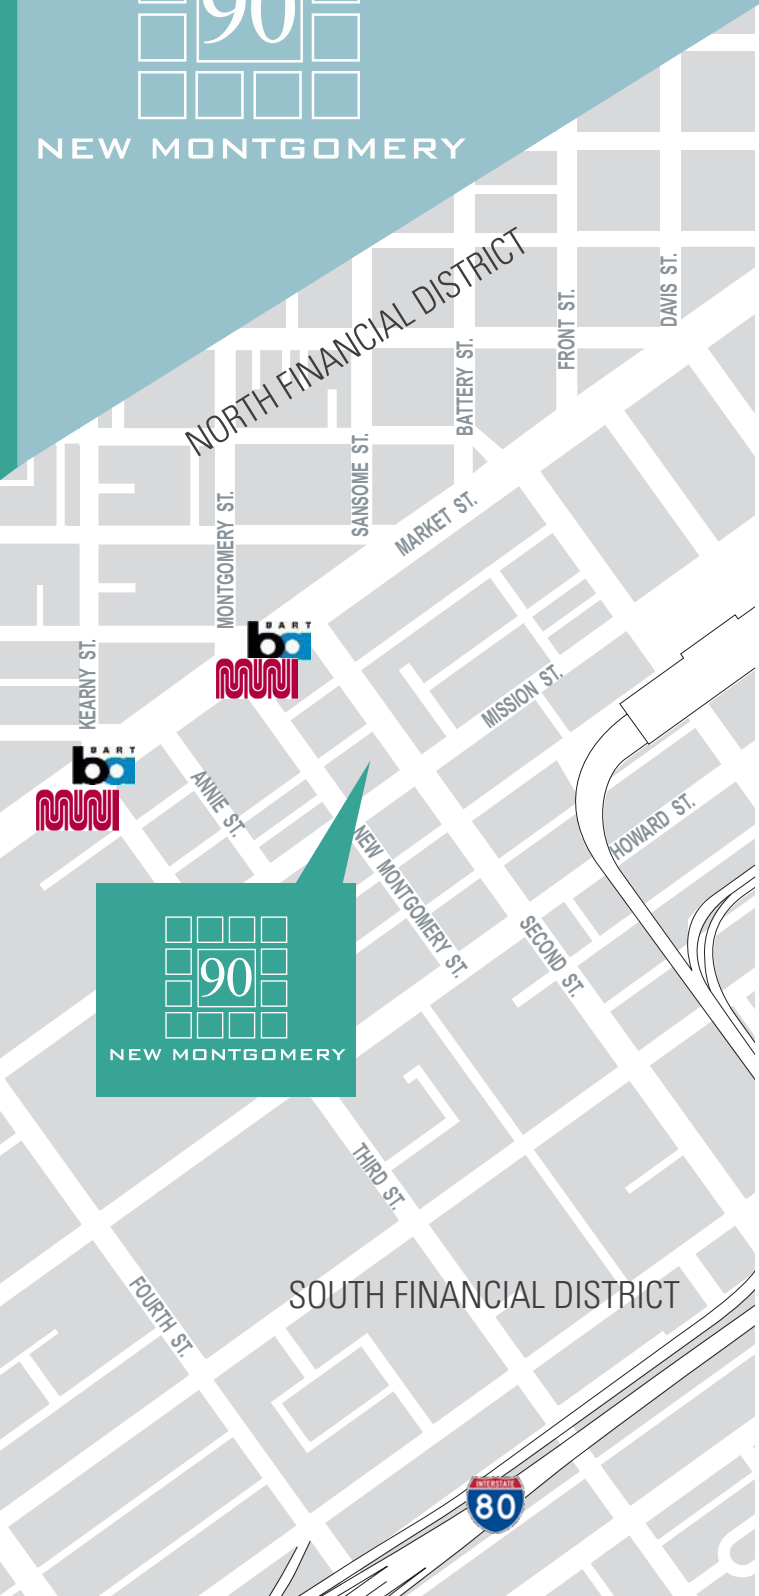 90
NEW MONTGOMERY
NORTH FINANCIAL DISTRICT
DAVIS ST.
FRONT ST.
BATTERY ST.
SANSOME ST.
MARKET ST.
MONTGOMERY ST.
BART
ba
MUNI
KEARNY ST.
MISSION ST.
BART
ba
MUNI
ANNIE ST.
HOWARD ST.
NEW MONTGOMERY ST.
SECOND ST.
90
NEW MONTGOMERY
THIRD ST.
SOUTH FINANCIAL DISTRICT
FOURTH ST.
INTERSTATE
80